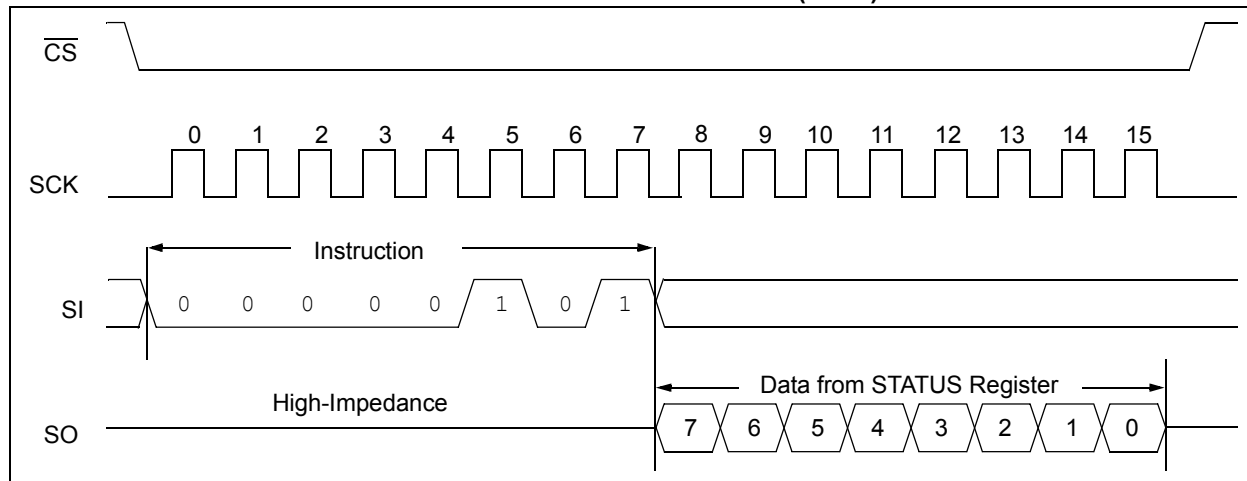 CS
0 1 2 3 4 5 6 7 8 9 10 11 12 13 14 15
SCK
Instruction
SI 0 0 0 0 0 1 0 1
Data from STATUS Register
High-Impedance
SO 7 6 5 4 3 2 1 0